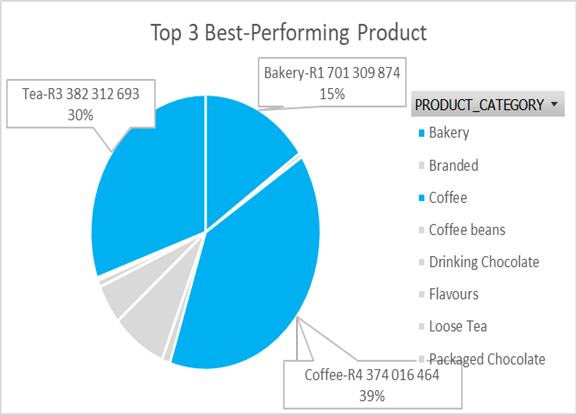 Top 3 Best-Performing Product
Tea-R3 382 312 693
30%
Bakery-R1 701 309 874
15%
PRODUCT_CATEGORY
Bakery
Branded
Coffee
Coffee beans
Drinking Chocolate
Flavours
Loose Tea
Packaged Chocolate
Coffee-R4 374 016 464
39%